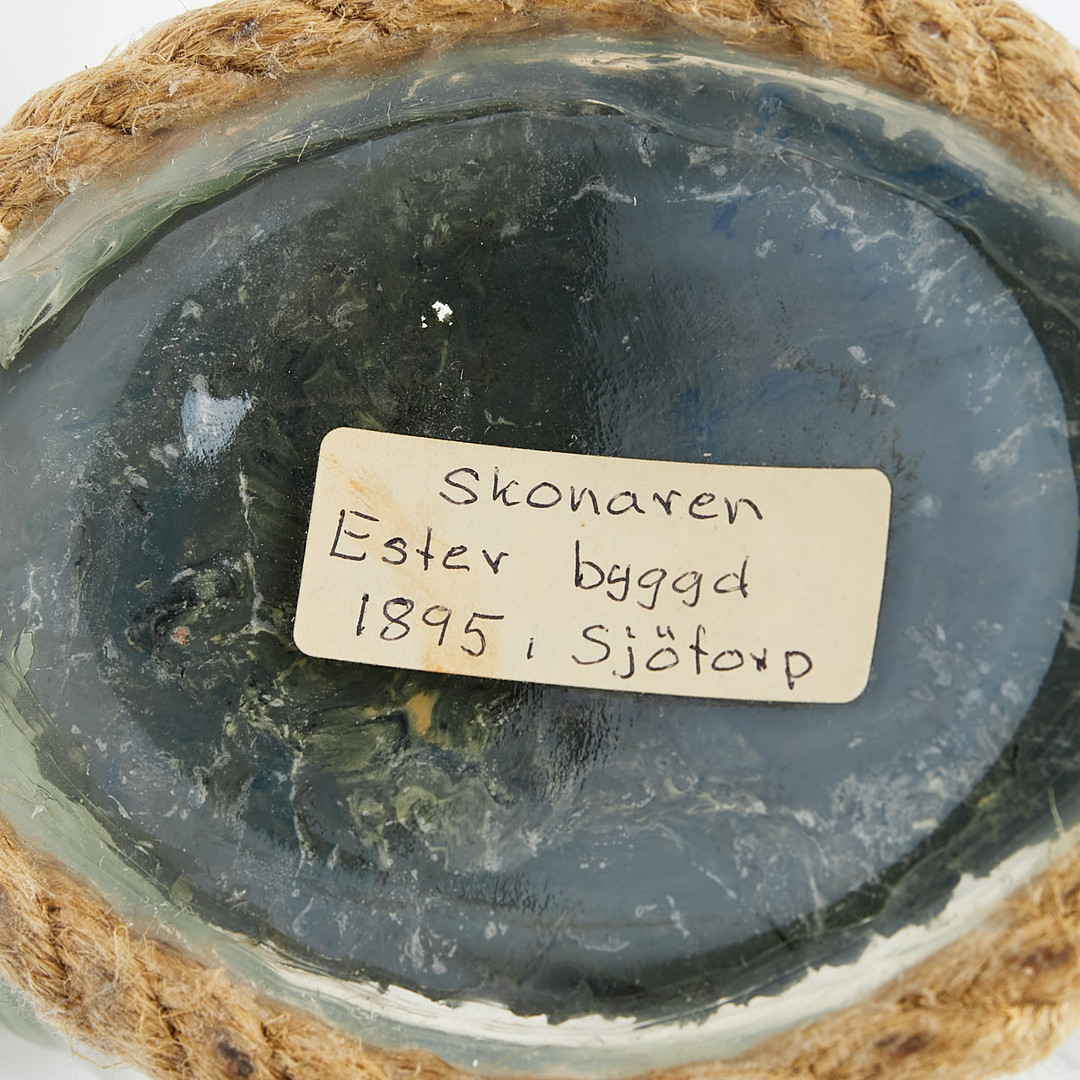 Skonaren
Ester byggd
1895 i Sjötorp